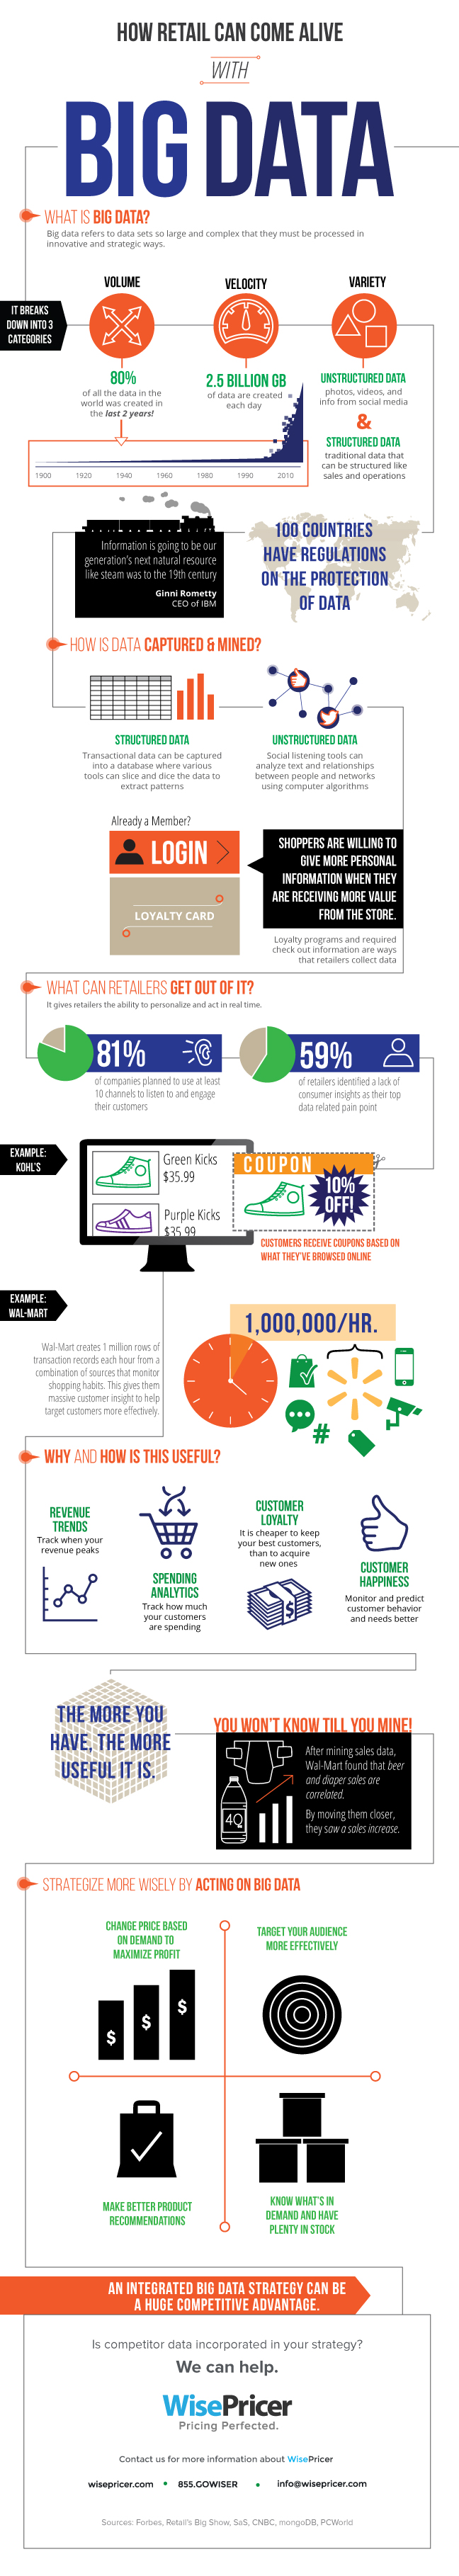 HOW RETAIL CAN COME ALIVE
WITH
BIG DATA
WHAT IS BIG DATA?
Big data refers to data sets so large and complex that they must be processed in
innovative and strategic ways.
IT BREAKS
DOWN INTO 3
CATEGORIES
VOLUME
80%
of all the data in the
world was created in
the last 2 years!
VELOCITY
2.5 BILLION GB
of data are created
each day
VARIETY
UNSTRUCTURED DATA
photos, videos, and
info from social media
&
STRUCTURED DATA
traditional data that
can be structured like
sales and operations
1900 1920 1940 1960 1980 1990 2010
Information is going to be our
generation's next natural resource
like steam was to the 19th century
Ginni Rometty
CEO of IBM
100 COUNTRIES
HAVE REGULATIONS
ON THE PROTECTION
OF DATA
HOW IS DATA CAPTURED & MINED?
STRUCTURED DATA
Transactional data can be captured
into a database where various
tools can slice and dice the data to
extract patterns
UNSTRUCTURED DATA
Social listening tools can
analyze text and relationships
between people and networks
using computer algorithms
Already a Member?
LOGIN
LOYALTY CARD
SHOPPERS ARE WILLING TO
GIVE MORE PERSONAL
INFORMATION WHEN THEY
ARE RECEIVING MORE VALUE
FROM THE STORE.
Loyalty programs and required
check out information are ways
that retailers collect data
WHAT CAN RETAILERS GET OUT OF IT?
It gives retailers the ability to personalize and act in real time.
81%
of companies planned to use at least
10 channels to listen to and engage
their customers
59%
of retailers identified a lack of
consumer insights as their top
data related pain point
EXAMPLE:
KOHL'S
Green Kicks
$35.99
Purple Kicks
$35.99
COUPON
10%
OFF!
CUSTOMERS RECEIVE COUPONS BASED ON
WHAT THEY'VE BROWSED ONLINE
EXAMPLE:
WAL-MART
Wal-Mart creates 1 million rows of
transaction records each hour from a
combination of sources that monitor
shopping habits. This gives them
massive customer insight to help
target customers more effectively.
1,000,000/HR.
#
WHY AND HOW IS THIS USEFUL?
REVENUE
TRENDS
Track when your
revenue peaks
SPENDING
ANALYTICS
Track how much
your customers
are spending
CUSTOMER
LOYALTY
It is cheaper to keep
your best customers,
than to acquire
new ones
$
CUSTOMER
HAPPINESS
Monitor and predict
customer behavior
and needs better
THE MORE YOU
HAVE, THE MORE
USEFUL IT IS.
YOU WON'T KNOW TILL YOU MINE!
After mining sales data,
Wal-Mart found that beer
and diaper sales are
correlated.
By moving them closer,
they saw a sales increase.
40
STRATEGIZE MORE WISELY BY ACTING ON BIG DATA
CHANGE PRICE BASED
ON DEMAND TO
MAXIMIZE PROFIT
$ $ $
TARGET YOUR AUDIENCE
MORE EFFECTIVELY
MAKE BETTER PRODUCT
RECOMMENDATIONS
KNOW WHAT'S IN
DEMAND AND HAVE
PLENTY IN STOCK
AN INTEGRATED BIG DATA STRATEGY CAN BE
A HUGE COMPETITIVE ADVANTAGE.
Is competitor data incorporated in your strategy?
We can help.
WisePricer
Pricing Perfected.
Contact us for more information about WisePricer
wisepricer.com • 855.GOWISER • info@wisepricer.com
Sources: Forbes, Retail's Big Show, SaS, CNBC, mongoDB, PCWorld